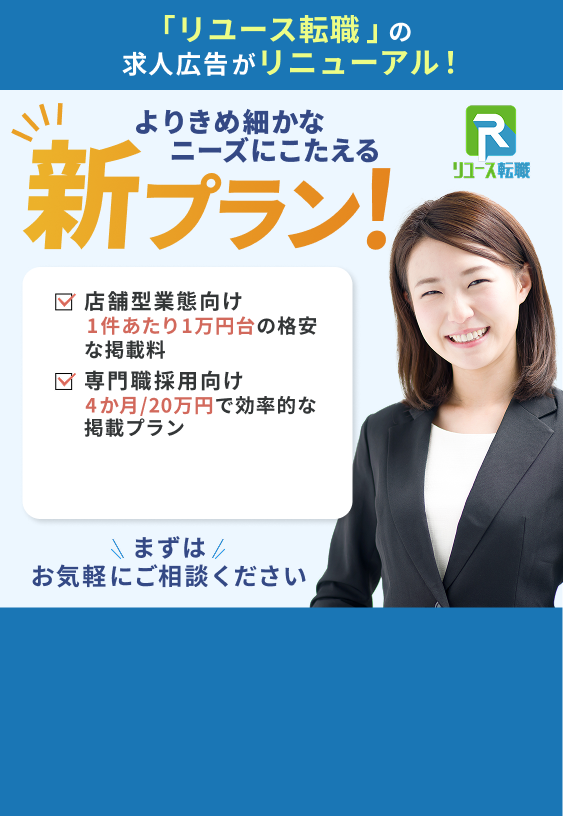 「リユース転職」の
求人広告がリニューアル！
よりきめ細かな
ニーズにこたえる
新プラン!
リユース転職
店舗型業態向け
1件あたり1万円台の格安
な掲載料
専門職採用向け
4か月/20万円で効率的な
掲載プラン
まずは
お気軽にご相談ください